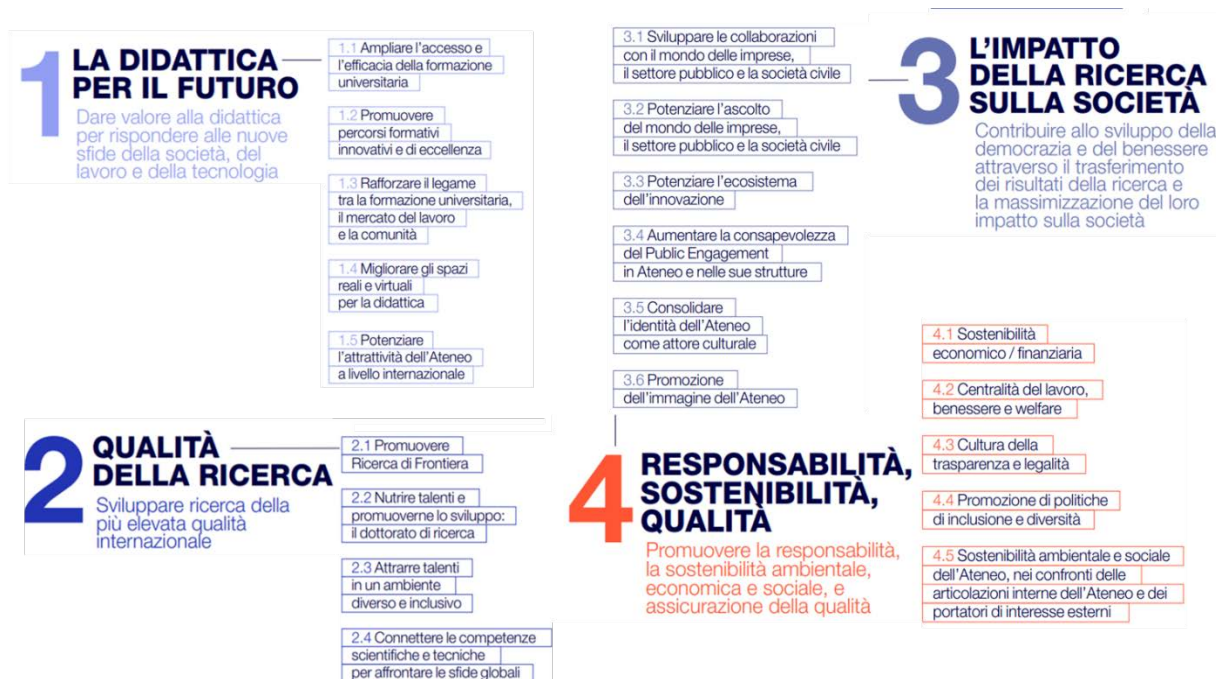 1
LA DIDATTICA
PER IL FUTURO
Dare valore alla didattica
per rispondere alle nuove
sfide della società, del
lavoro e della tecnologia
1.1 Ampliare l'accesso e
l'efficacia della formazione
universitaria
1.2 Promuovere
percorsi formativi
innovativi e di eccellenza
1.3 Rafforzare il legame
tra la formazione universitaria,
il mercato del lavoro
e la comunità
1.4 Migliorare gli spazi
reali e virtuali
per la didattica
1.5 Potenziare
l'attrattività dell'Ateneo
a livello internazionale
2
QUALITÀ
DELLA RICERCA
Sviluppare ricerca della
più elevata qualità
internazionale
2.1 Promuovere
Ricerca di Frontiera
2.2 Nutrire talenti e
promuoverne lo sviluppo:
il dottorato di ricerca
2.3 Attrarre talenti
in un ambiente
diverso e inclusivo
2.4 Connettere le competenze
scientifiche e tecniche
per affrontare le sfide globali
3
L'IMPATTO
DELLA RICERCA
SULLA SOCIETÀ
Contribuire allo sviluppo della
democrazia e del benessere
attraverso il trasferimento
dei risultati della ricerca e
la massimizzazione del loro
impatto sulla società
3.1 Sviluppare le collaborazioni
con il mondo delle imprese,
il settore pubblico e la società civile
3.2 Potenziare l'ascolto
del mondo delle imprese,
il settore pubblico e la società civile
3.3 Potenziare l'ecosistema
dell'innovazione
3.4 Aumentare la consapevolezza
del Public Engagement
in Ateneo e nelle sue strutture
3.5 Consolidare
l'identità dell'Ateneo
come attore culturale
3.6 Promozione
dell'immagine dell'Ateneo
4
RESPONSABILITÀ,
SOSTENIBILITÀ,
QUALITÀ
Promuovere la responsabilità,
la sostenibilità ambientale,
economica e sociale, e
assicurazione della qualità
4.1 Sostenibilità
economico / finanziaria
4.2 Centralità del lavoro,
benessere e welfare
4.3 Cultura della
trasparenza e legalità
4.4 Promozione di politiche
di inclusione e diversità
4.5 Sostenibilità ambientale e sociale
dell'Ateneo, nei confronti delle
articolazioni interne dell'Ateneo e dei
portatori di interesse esterni